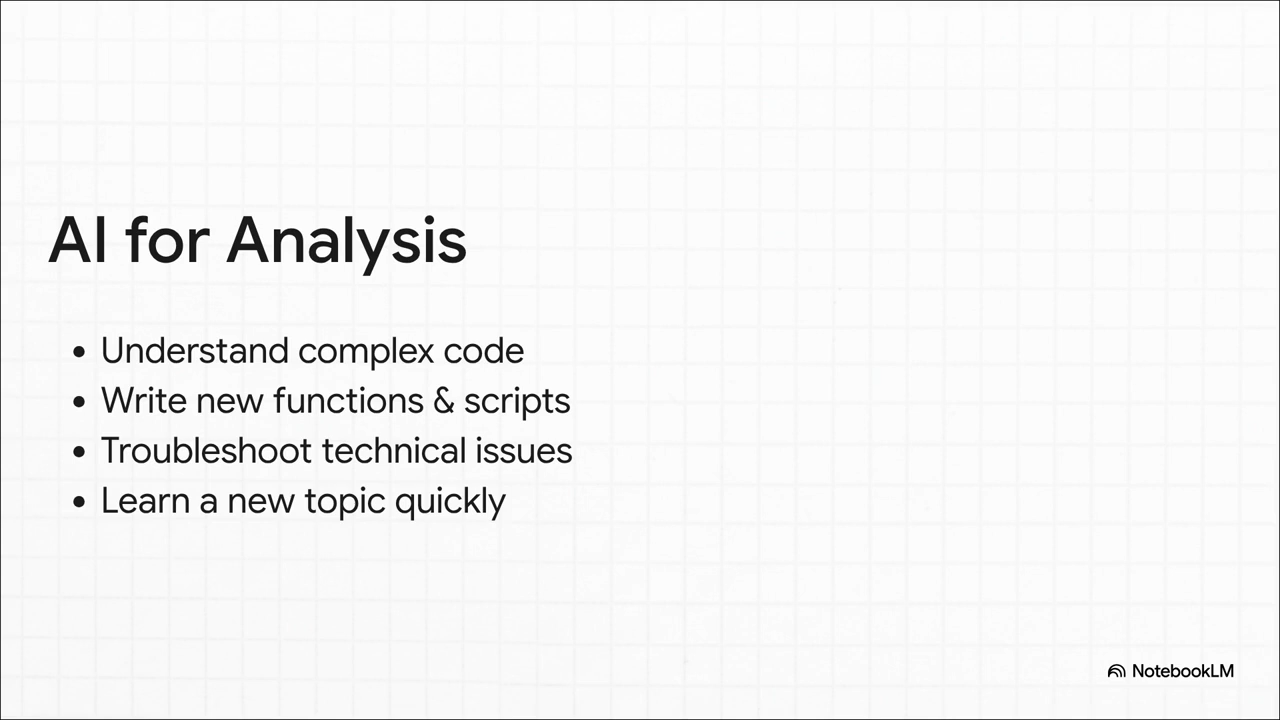 AI for Analysis
• Understand complex code
• Write new functions & scripts
• Troubleshoot technical issues
• Learn a new topic quickly
NotebookLM